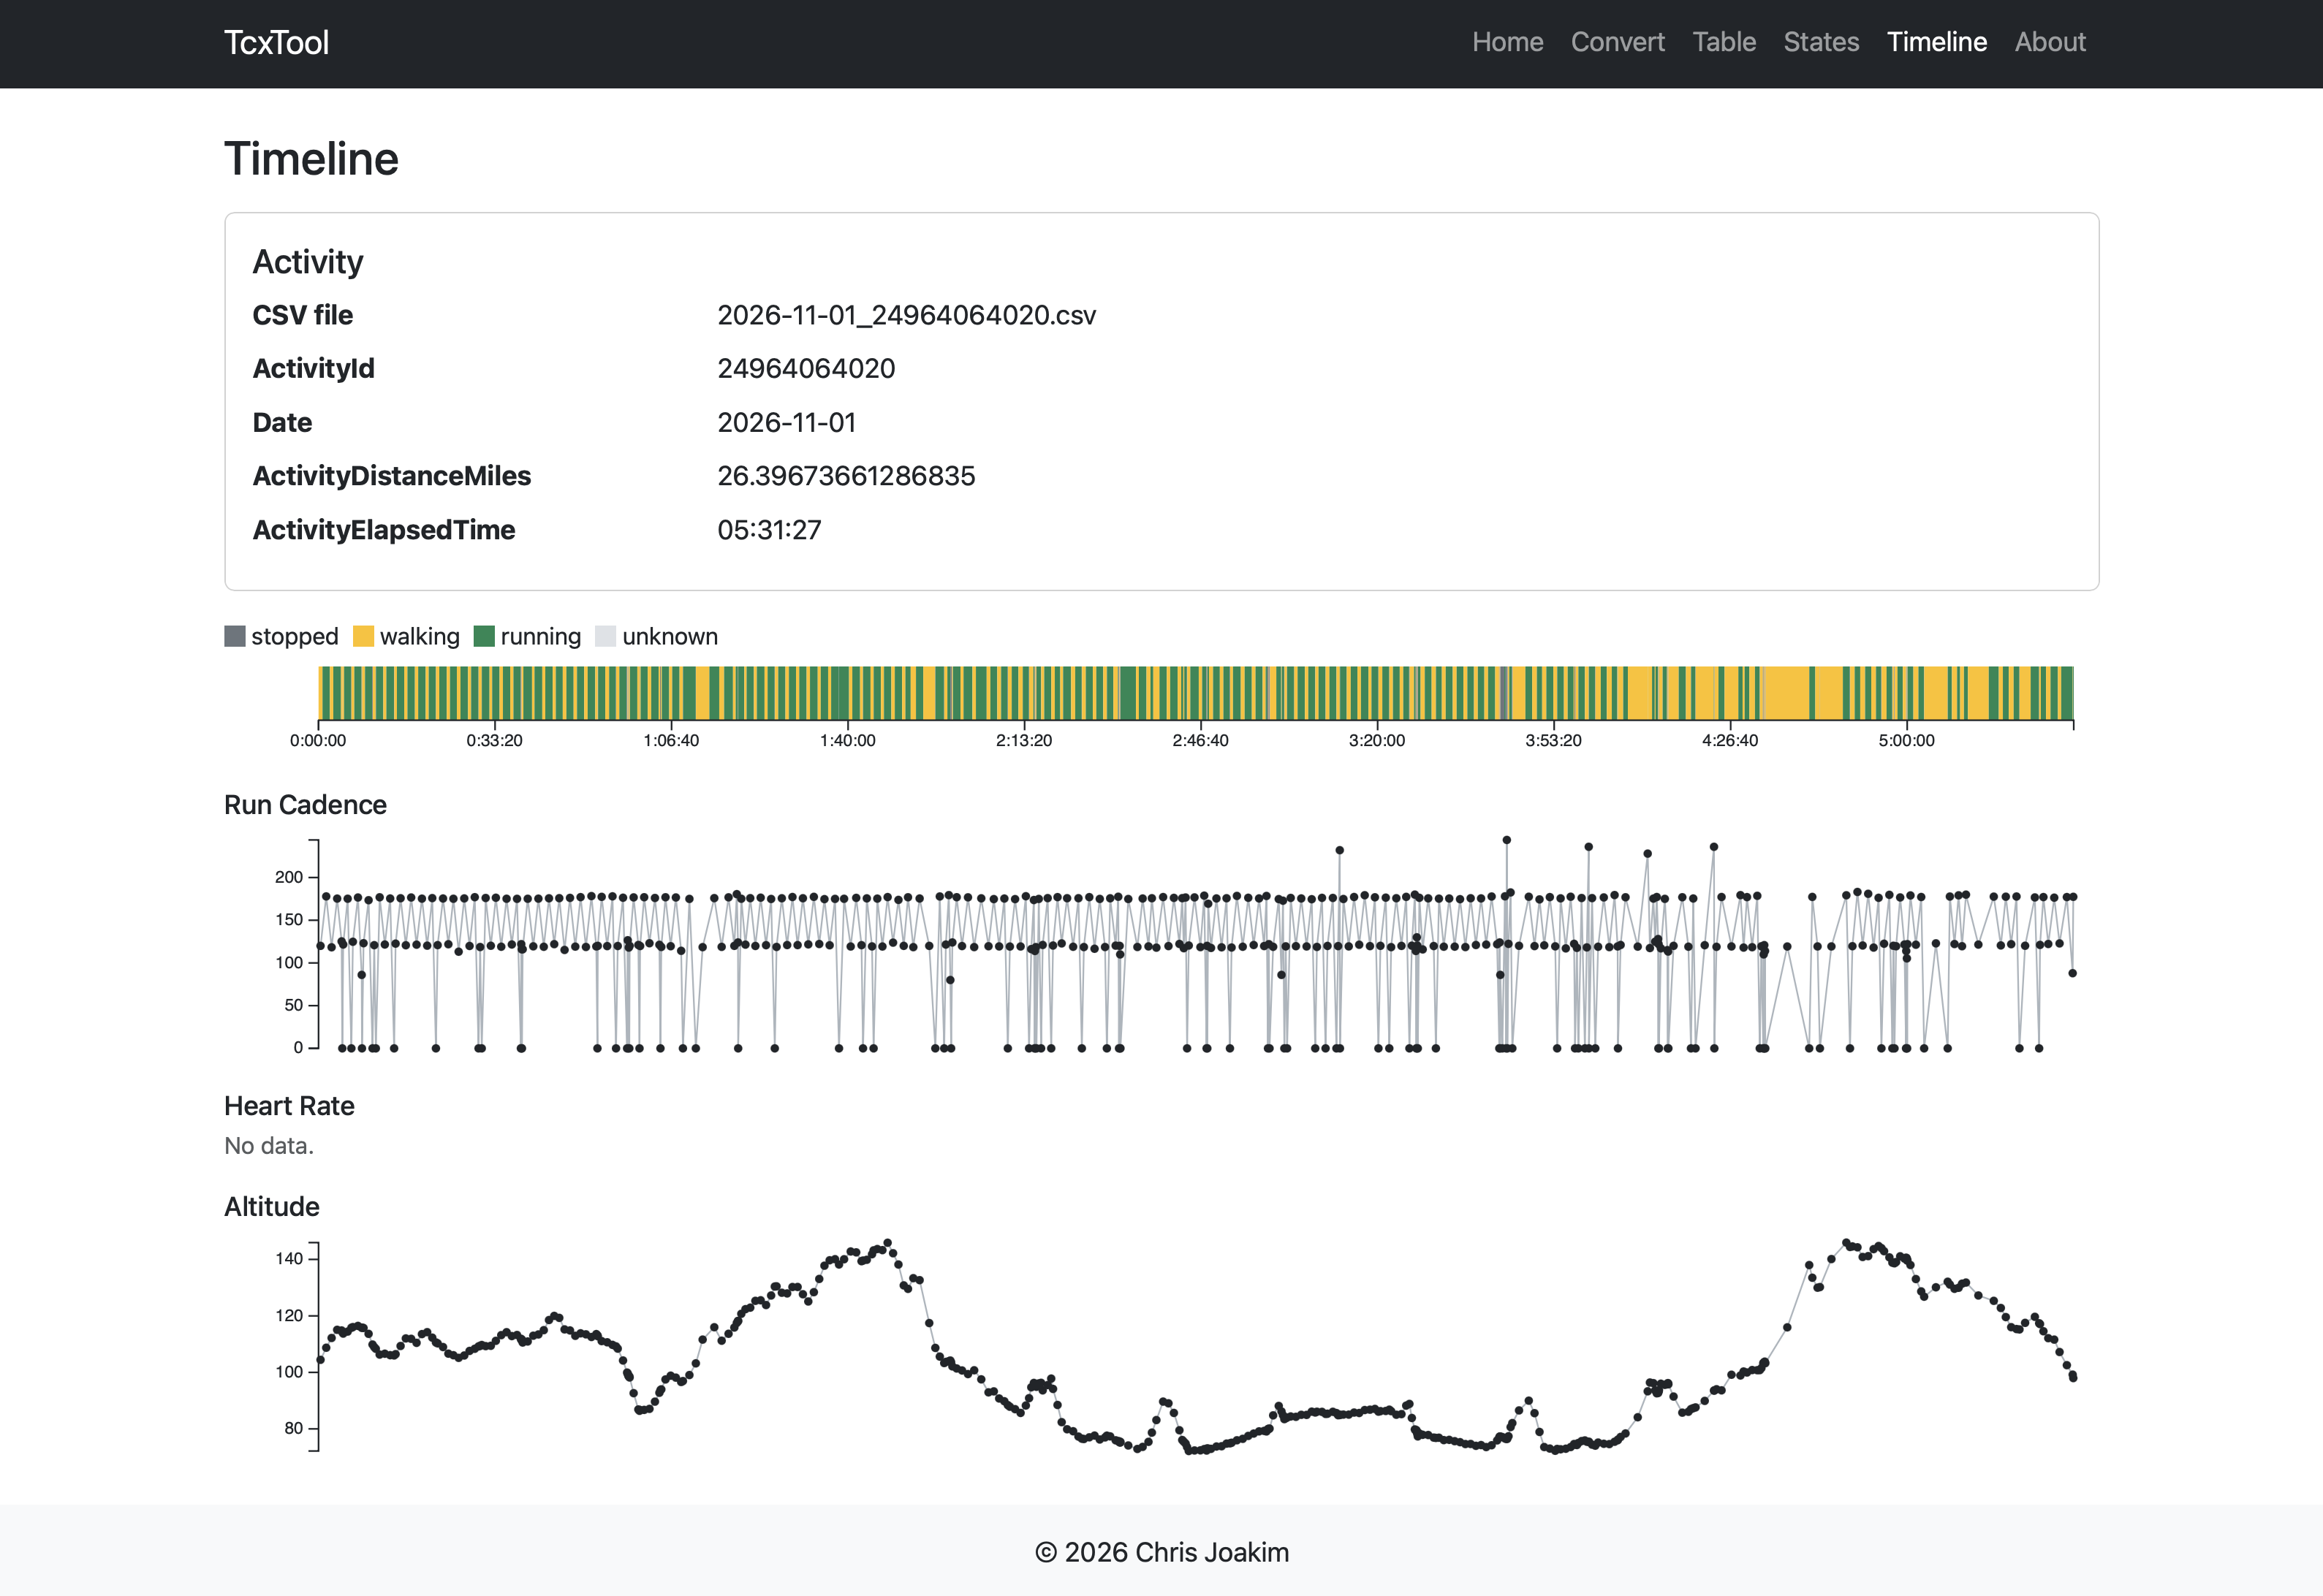 TcxTool Home Convert Table States Timeline About
Timeline
Activity
CSV file 2026-11-01_24964064020.csv
ActivityId 24964064020
Date 2026-11-01
ActivityDistanceMiles 26.39673661286835
ActivityElapsedTime 05:31:27
stopped walking running unknown
0:00:00 0:33:20 1:06:40 1:40:00 2:13:20 2:46:40 3:20:00 3:53:20 4:26:40 5:00:00
Run Cadence
200
150
100
50
0
Heart Rate
No data.
Altitude
140
120
100
80
© 2026 Chris Joakim